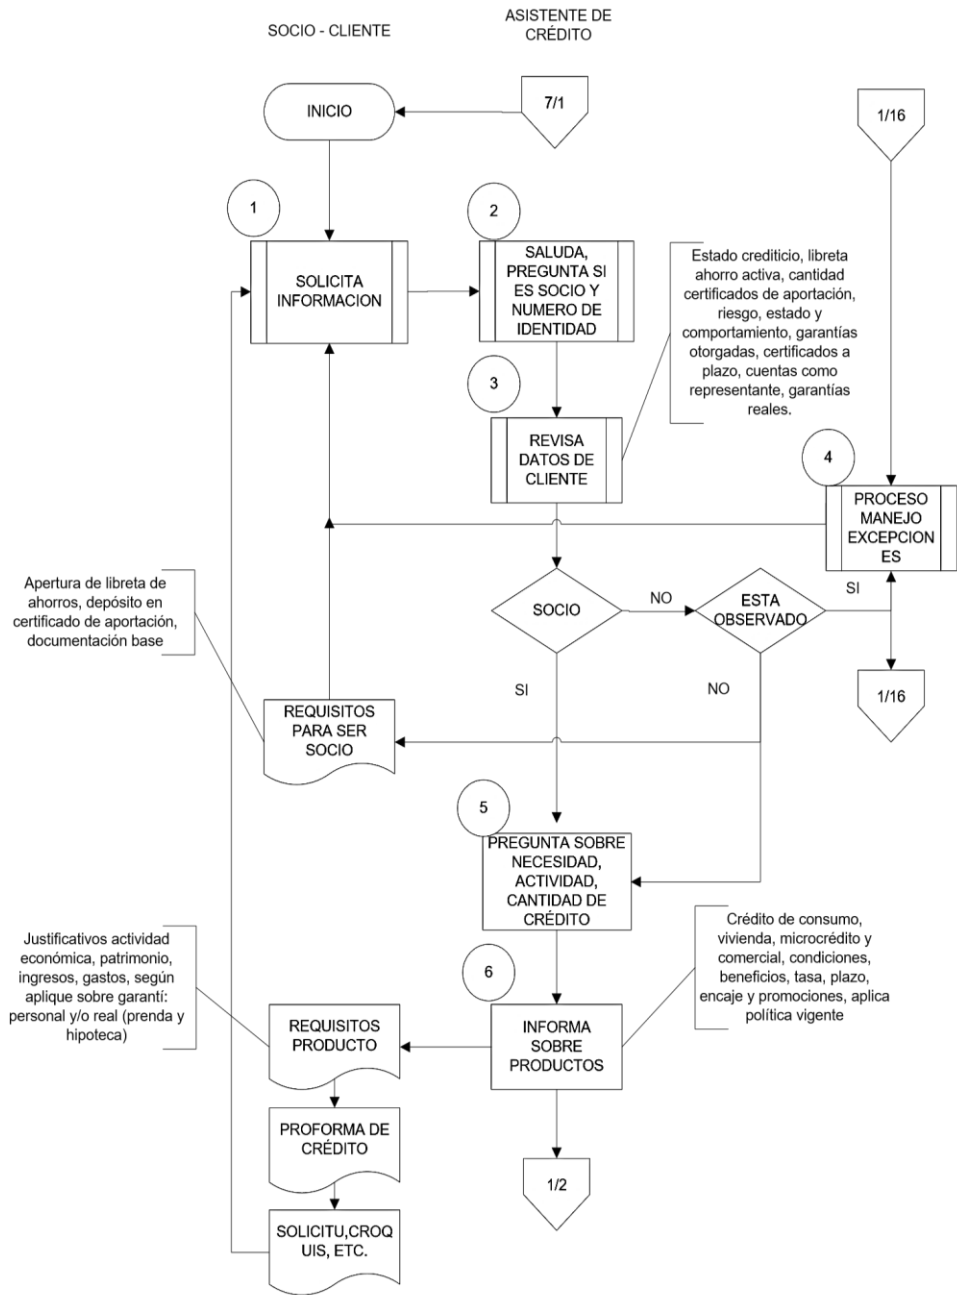 SOCIO - CLIENTE
ASISTENTE DE
CRÉDITO
INICIO
7/1
1/16
1
2
SOLICITA
INFORMACION
SALUDA,
PREGUNTA SI
ES SOCIO Y
NUMERO DE
IDENTIDAD
Estado crediticio, libreta
ahorro activa, cantidad
certificados de aportación,
riesgo, estado y
comportamiento, garantías
otorgadas, certificados a
plazo, cuentas como
representante, garantías
reales.
3
REVISA
DATOS DE
CLIENTE
4
PROCESO
MANEJO
EXCEPCION
ES
Apertura de libreta de
ahorros, depósito en
certificado de aportación,
documentación base
SOCIO
NO
ESTA
OBSERVADO
SI
SI
NO
1/16
REQUISITOS
PARA SER
SOCIO
5
PREGUNTA SOBRE
NECESIDAD,
ACTIVIDAD,
CANTIDAD DE
CRÉDITO
Justificativos actividad
económica, patrimonio,
ingresos, gastos, según
aplique sobre garantí:
personal y/o real (prenda y
hipoteca)
6
Crédito de consumo,
vivienda, microcrédito y
comercial, condiciones,
beneficios, tasa, plazo,
encaje y promociones, aplica
política vigente
REQUISITOS
PRODUCTO
INFORMA
SOBRE
PRODUCTOS
PROFORMA DE
CRÉDITO
1/2
SOLICITU,CROQ
UIS, ETC.